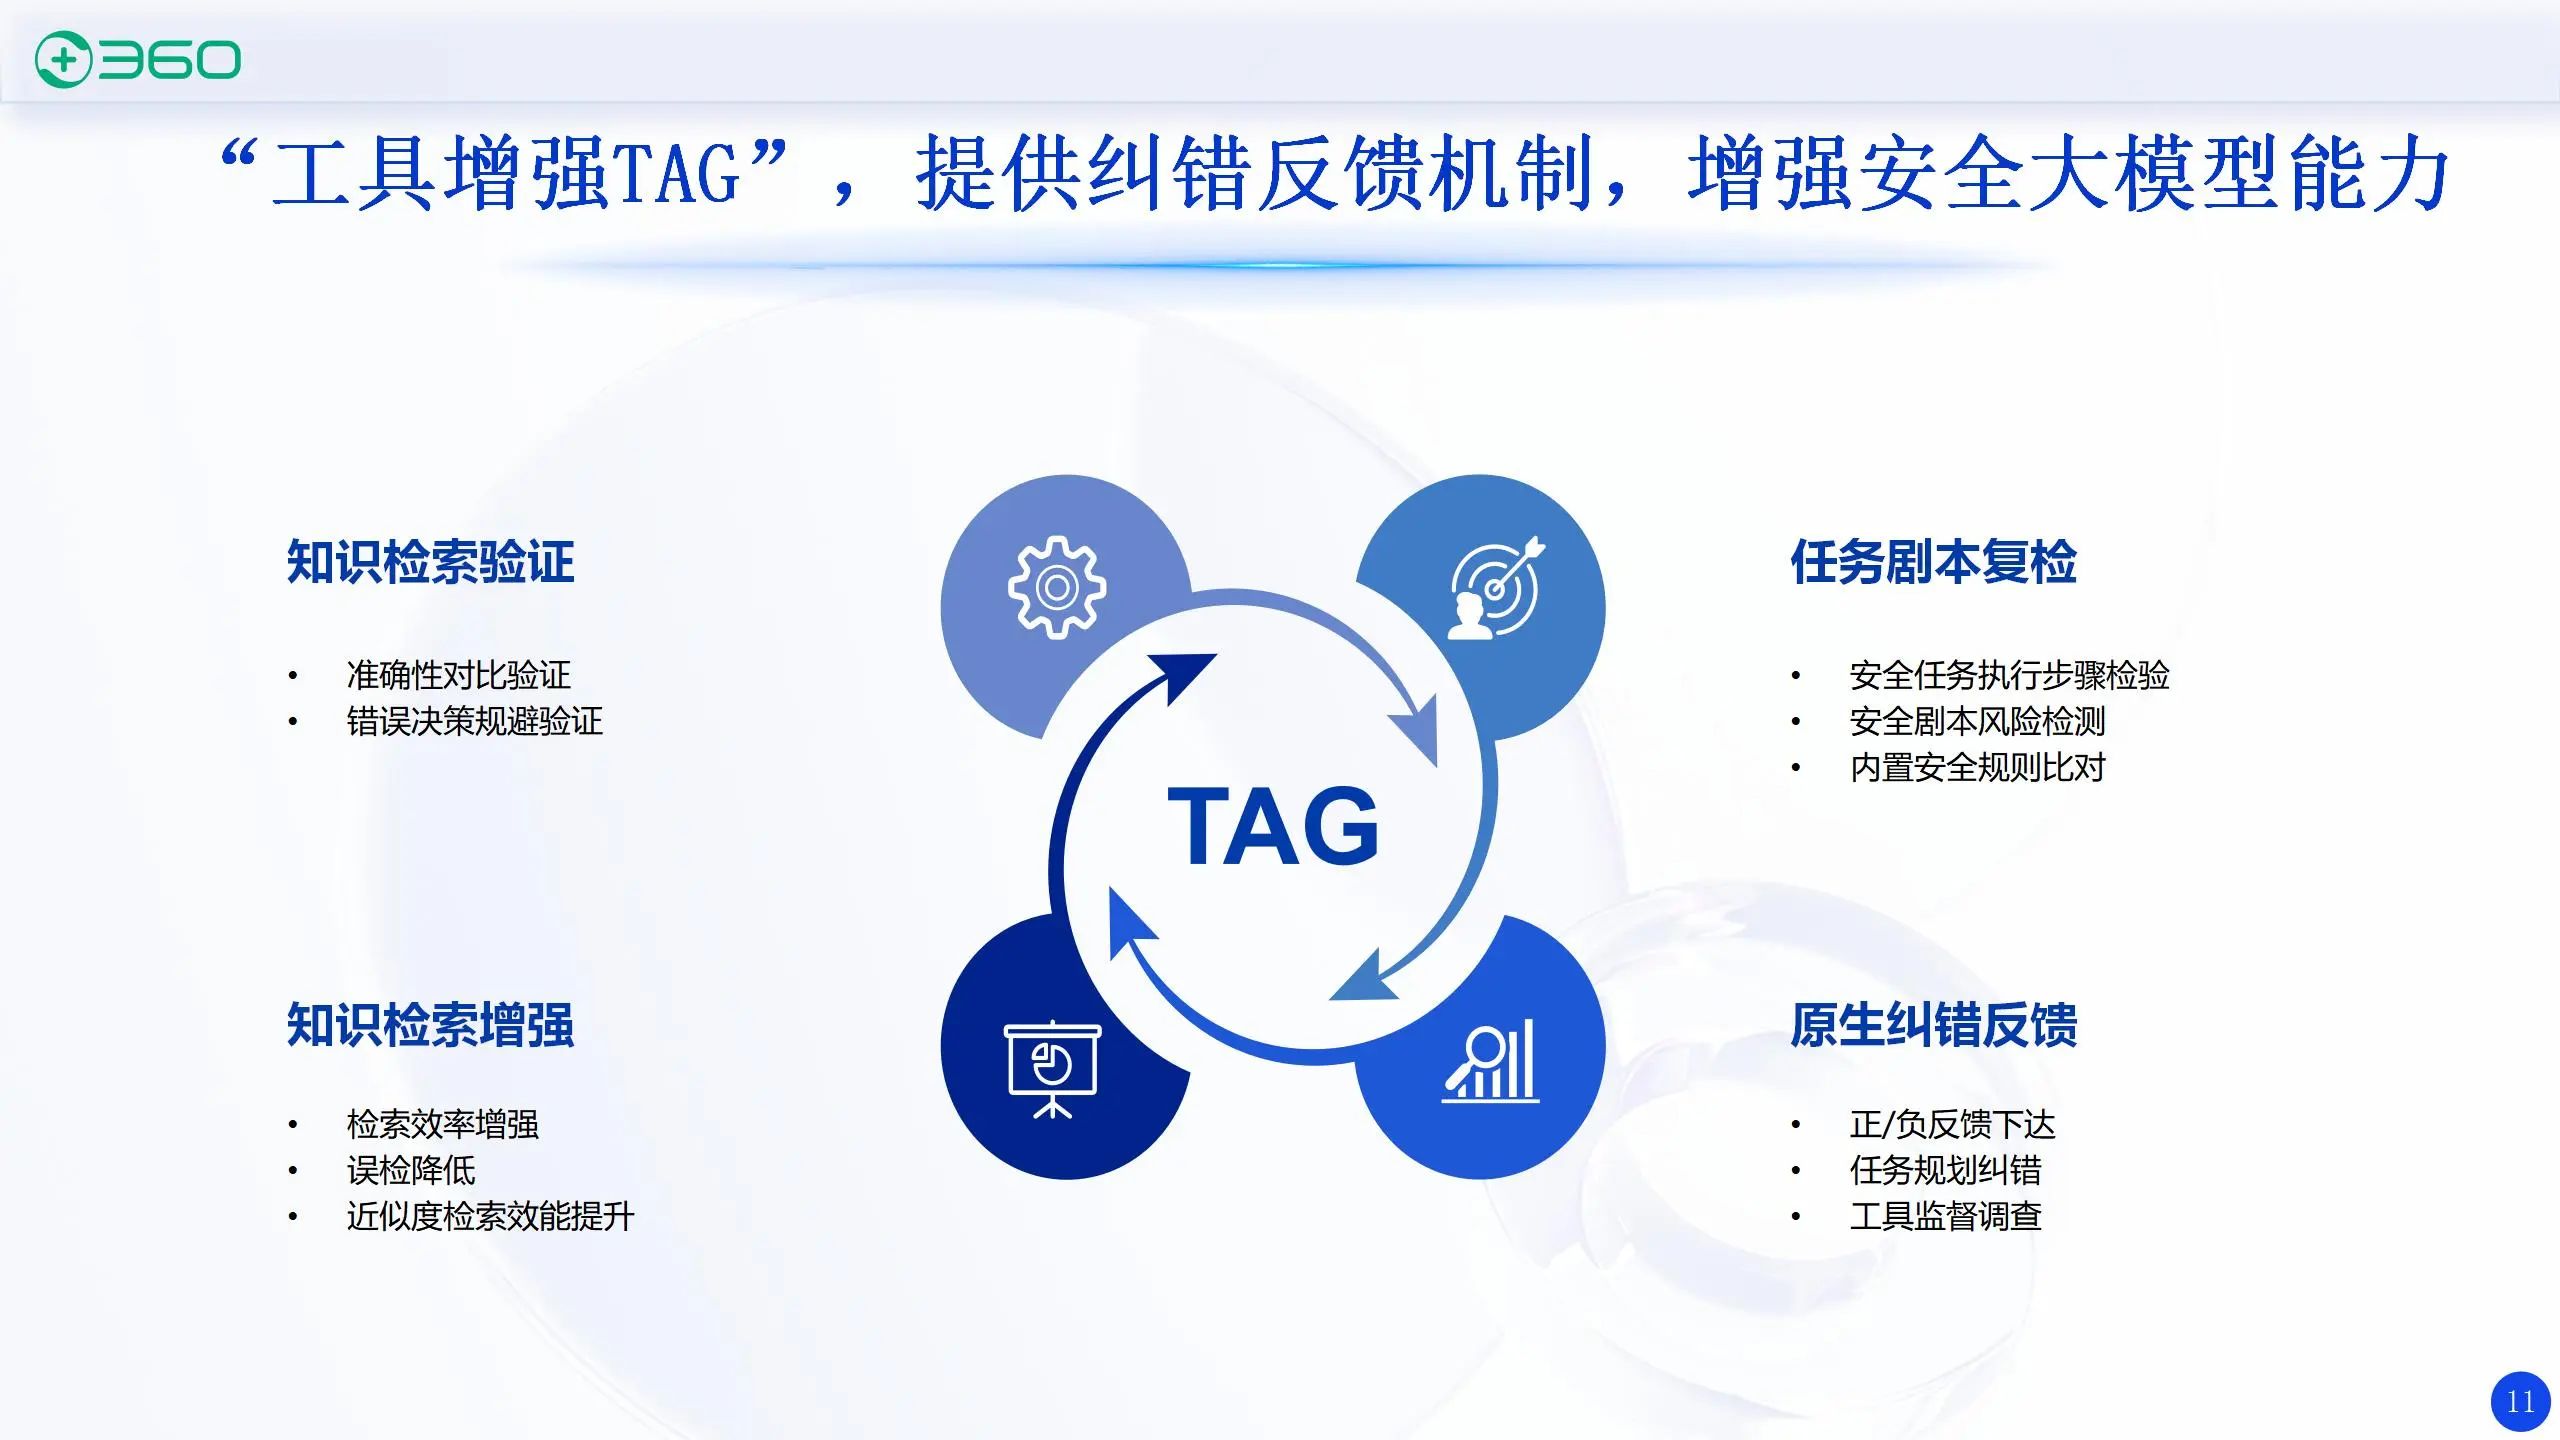 360
“工具增强TAG”，提供纠错反馈机制，增强安全大模型能力
知识检索验证
• 准确性对比验证
• 错误决策规避验证
任务剧本复检
• 安全任务执行步骤检验
• 安全剧本风险检测
• 内置安全规则比对
TAG
知识检索增强
• 检索效率增强
• 误检降低
• 近似度检索效能提升
原生纠错反馈
• 正/负反馈下达
• 任务规划纠错
• 工具监督调查
11